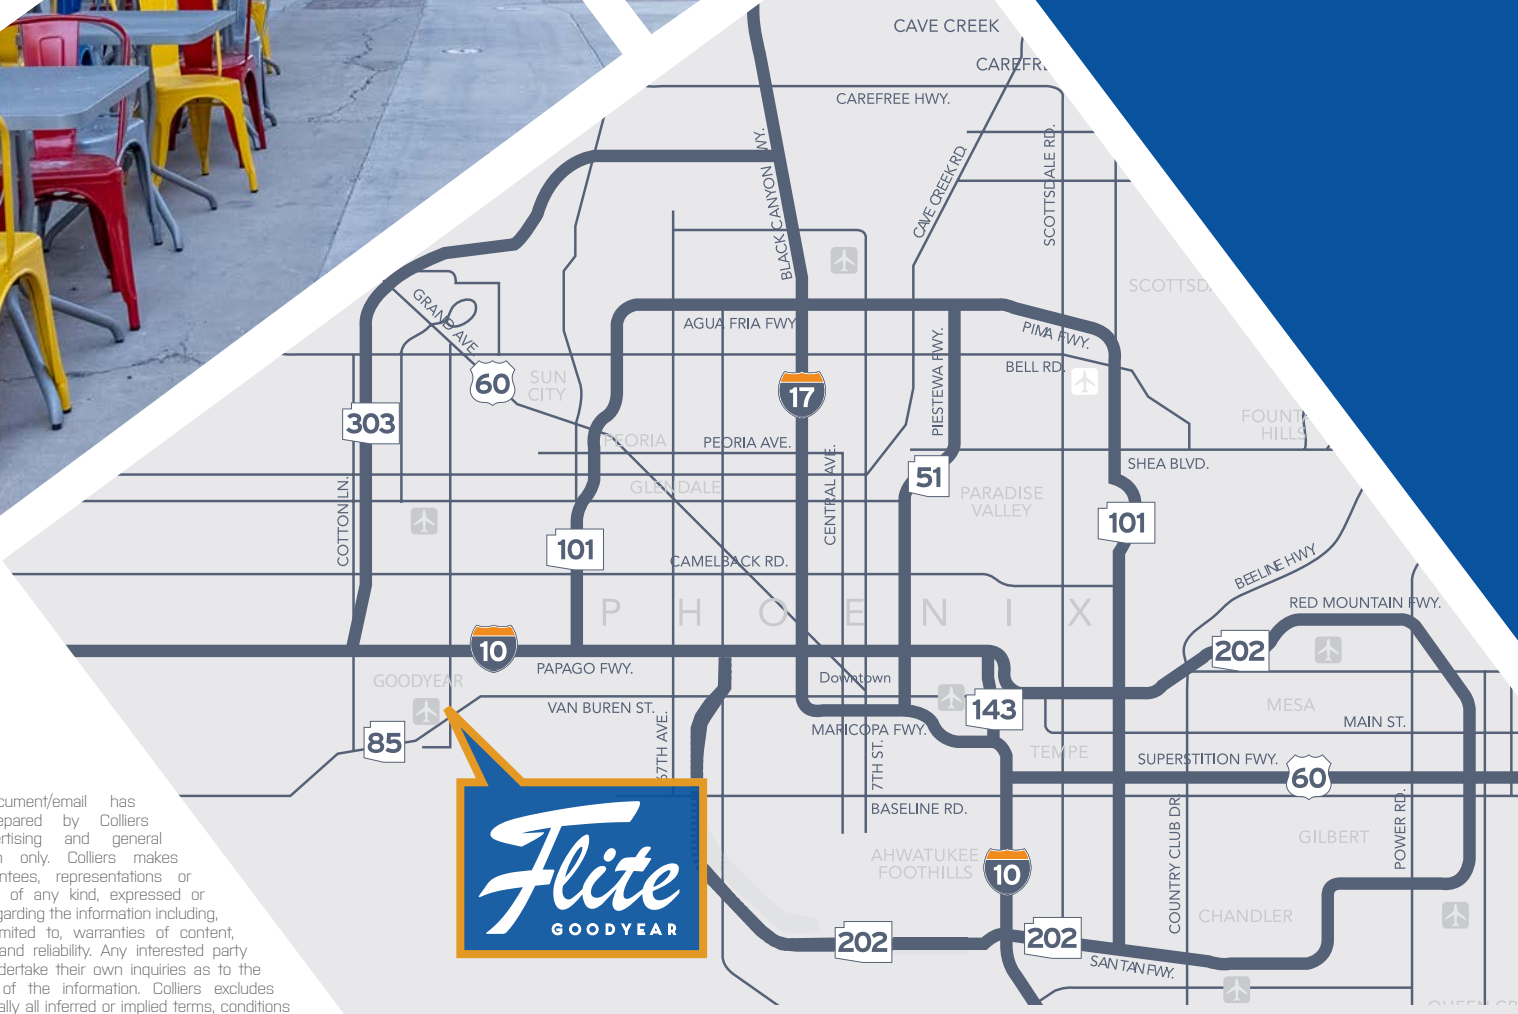 CAVE CREEK
CAREFREE HWY.
BLACK CANYON
CAVE CREEK RD.
SCOTTSDALE RD.
GRAND AVE
AGUA FRIA FWY
PIMA FWY.
PIESTEWA FWY.
BELL RD.
60
SUN
CITY
17
303
PEORIA
PEORIA AVE.
HILLS
SHEA BLVD.
GLENDALE
51
PARADISE
VALLEY
COTTON LN.
CENTRAL AVE.
101
101
CAMELBACK RD.
BEELINE HWY
PHOENIX
RED MOUNTAIN FWY.
10
202
PAPAGO FWY.
GOODYEAR
Downtown
VAN BUREN ST.
143
MESA
MAIN ST.
85
67TH AVE.
MARICOPA FWY.
7TH ST.
TEMPE
SUPERSTITION FWY.
60
BASELINE RD.
COUNTRY CLUB DR.
POWER RD.
GILBERT
AHWATUKEE
FOOTHILLS
10
Flite
GOODYEAR
CHANDLER
202
202
SAN TAN FWY.
has
by Colliers
and general
only. Colliers makes
representations or
of any kind, expressed or
the information including,
to, warranties of content,
and reliability. Any interested party
their own inquiries as to the
of the information. Colliers excludes
all inferred or implied terms, conditions